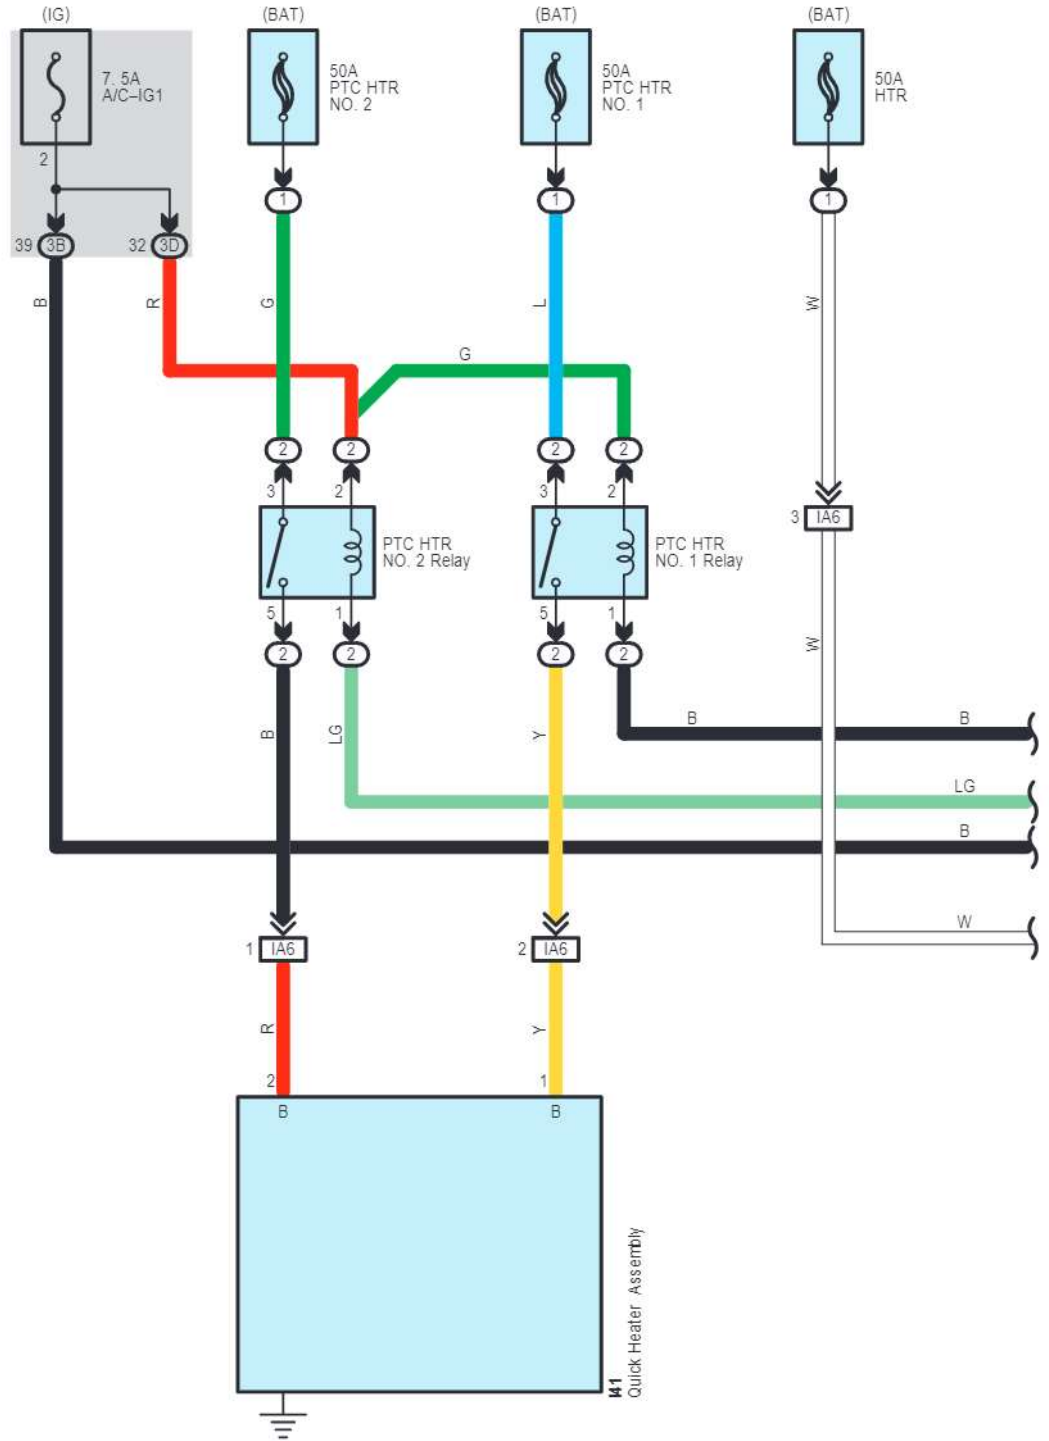 (IG)
(BAT)
(BAT)
(BAT)
7. 5A
A/C–IG1
50A
PTC HTR
NO. 2
50A
PTC HTR
NO. 1
50A
HTR
2
1
1
1
39 3B
32 3D
B
R
G
L
W
G
2
2
2
2
3
2
3
2
3 IA6
PTC HTR
NO. 2 Relay
PTC HTR
NO. 1 Relay
5
1
5
1
2
2
2
2
W
B
LG
Y
B
B
LG
B
W
1 IA6
2 IA6
R
Y
2
1
B
B
I41
Quick Heater Assembly